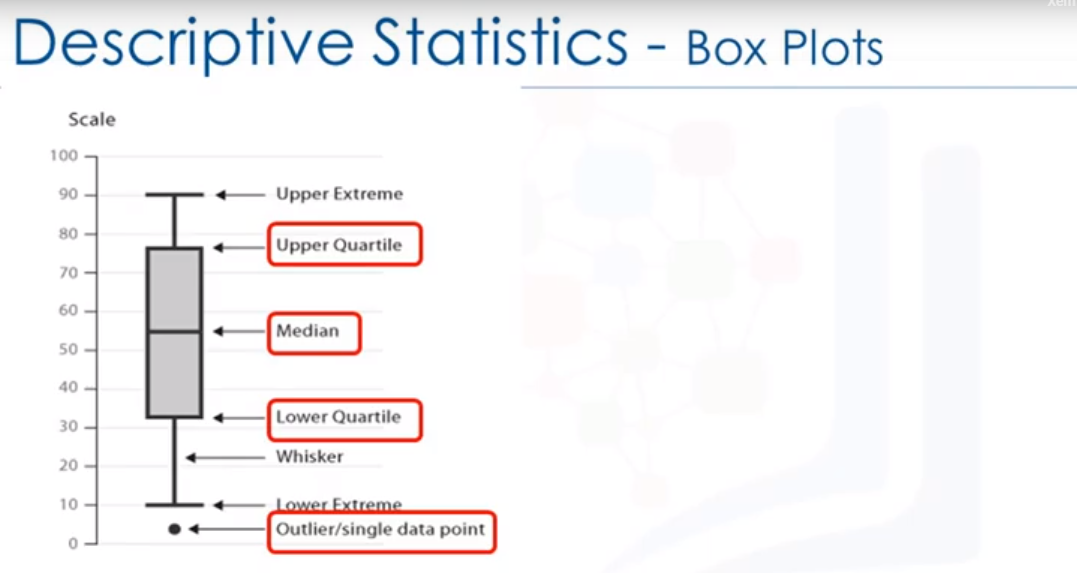 Descriptive Statistics - Box Plots
Scale
100
90
Upper Extreme
80
Upper Quartile
70
60
Median
50
40
Lower Quartile
30
Whisker
20
10
Lower Extreme
Outlier/single data point
0